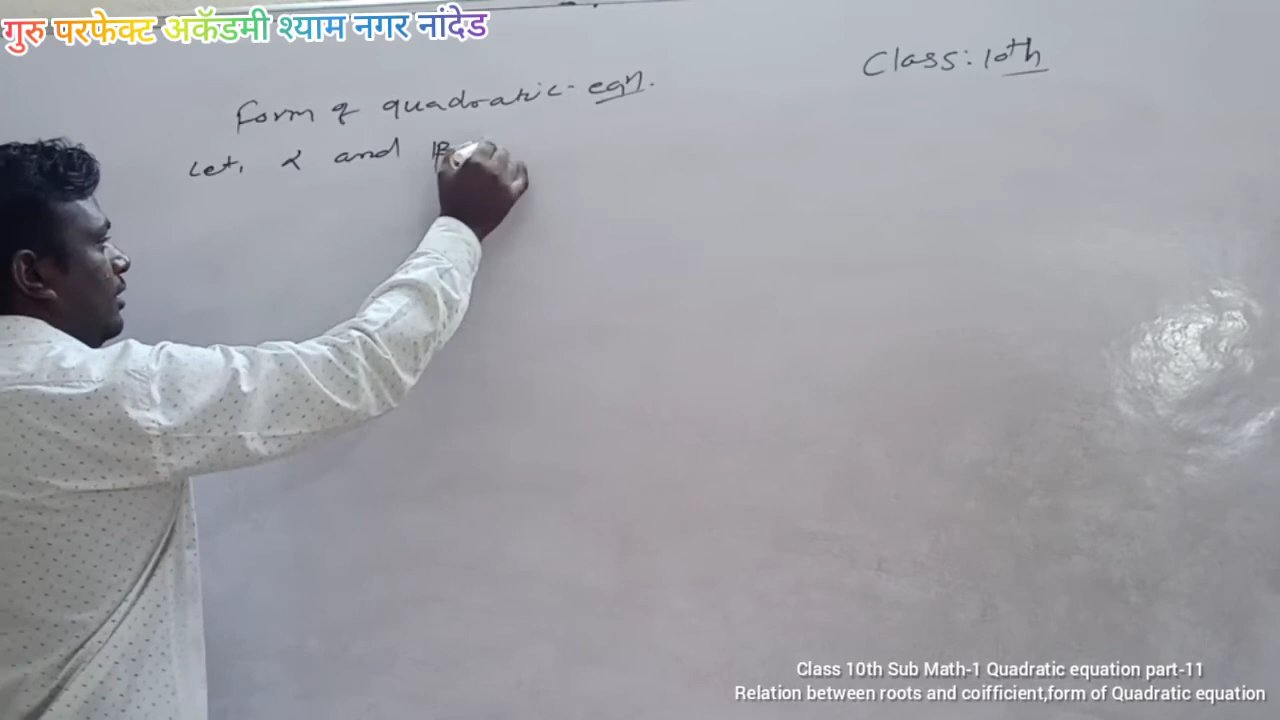 गुरु परफेक्ट अकॅडमी श्याम नगर नांदेड
Class: 10th
Form of quadratic eqn.
Let, α and β
Class 10th Sub Math-1 Quadratic equation part-11
Relation between roots and coifficient,form of Quadratic equation